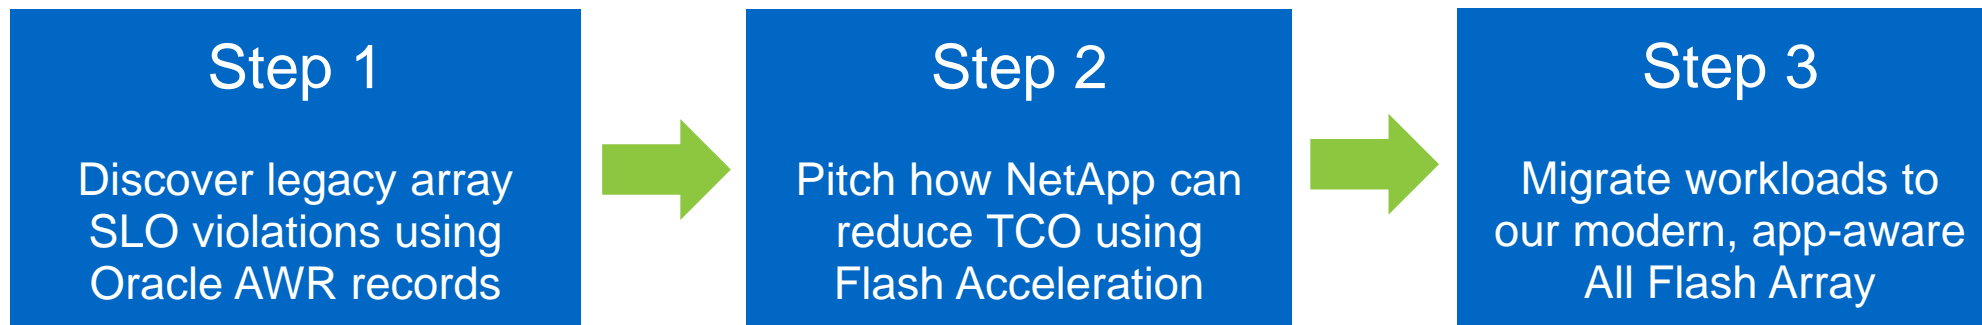 Step 1
Discover legacy array
SLO violations using
Oracle AWR records
Step 2
Pitch how NetApp can
reduce TCO using
Flash Acceleration
Step 3
Migrate workloads to
our modern, app-aware
All Flash Array